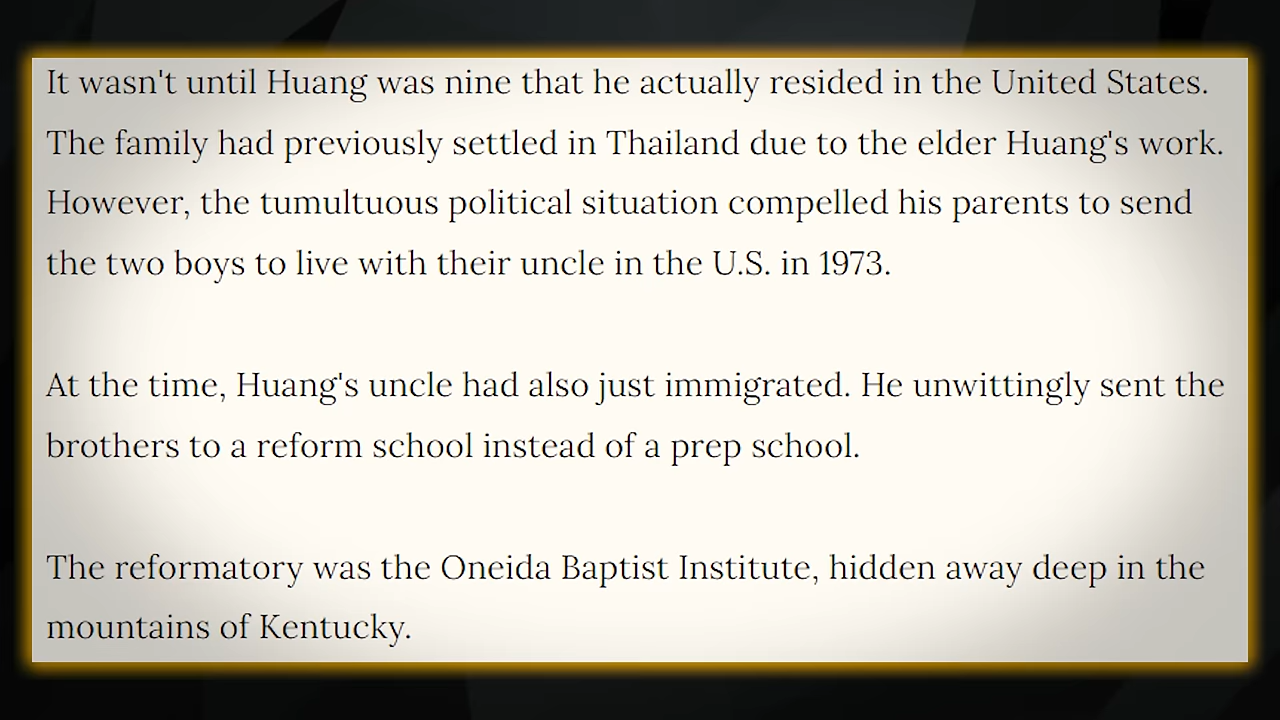 It wasn't until Huang was nine that he actually resided in the United States.
The family had previously settled in Thailand due to the elder Huang's work.
However, the tumultuous political situation compelled his parents to send
the two boys to live with their uncle in the U.S. in 1973.
At the time, Huang's uncle had also just immigrated. He unwittingly sent the
brothers to a reform school instead of a prep school.
The reformatory was the Oneida Baptist Institute, hidden away deep in the
mountains of Kentucky.